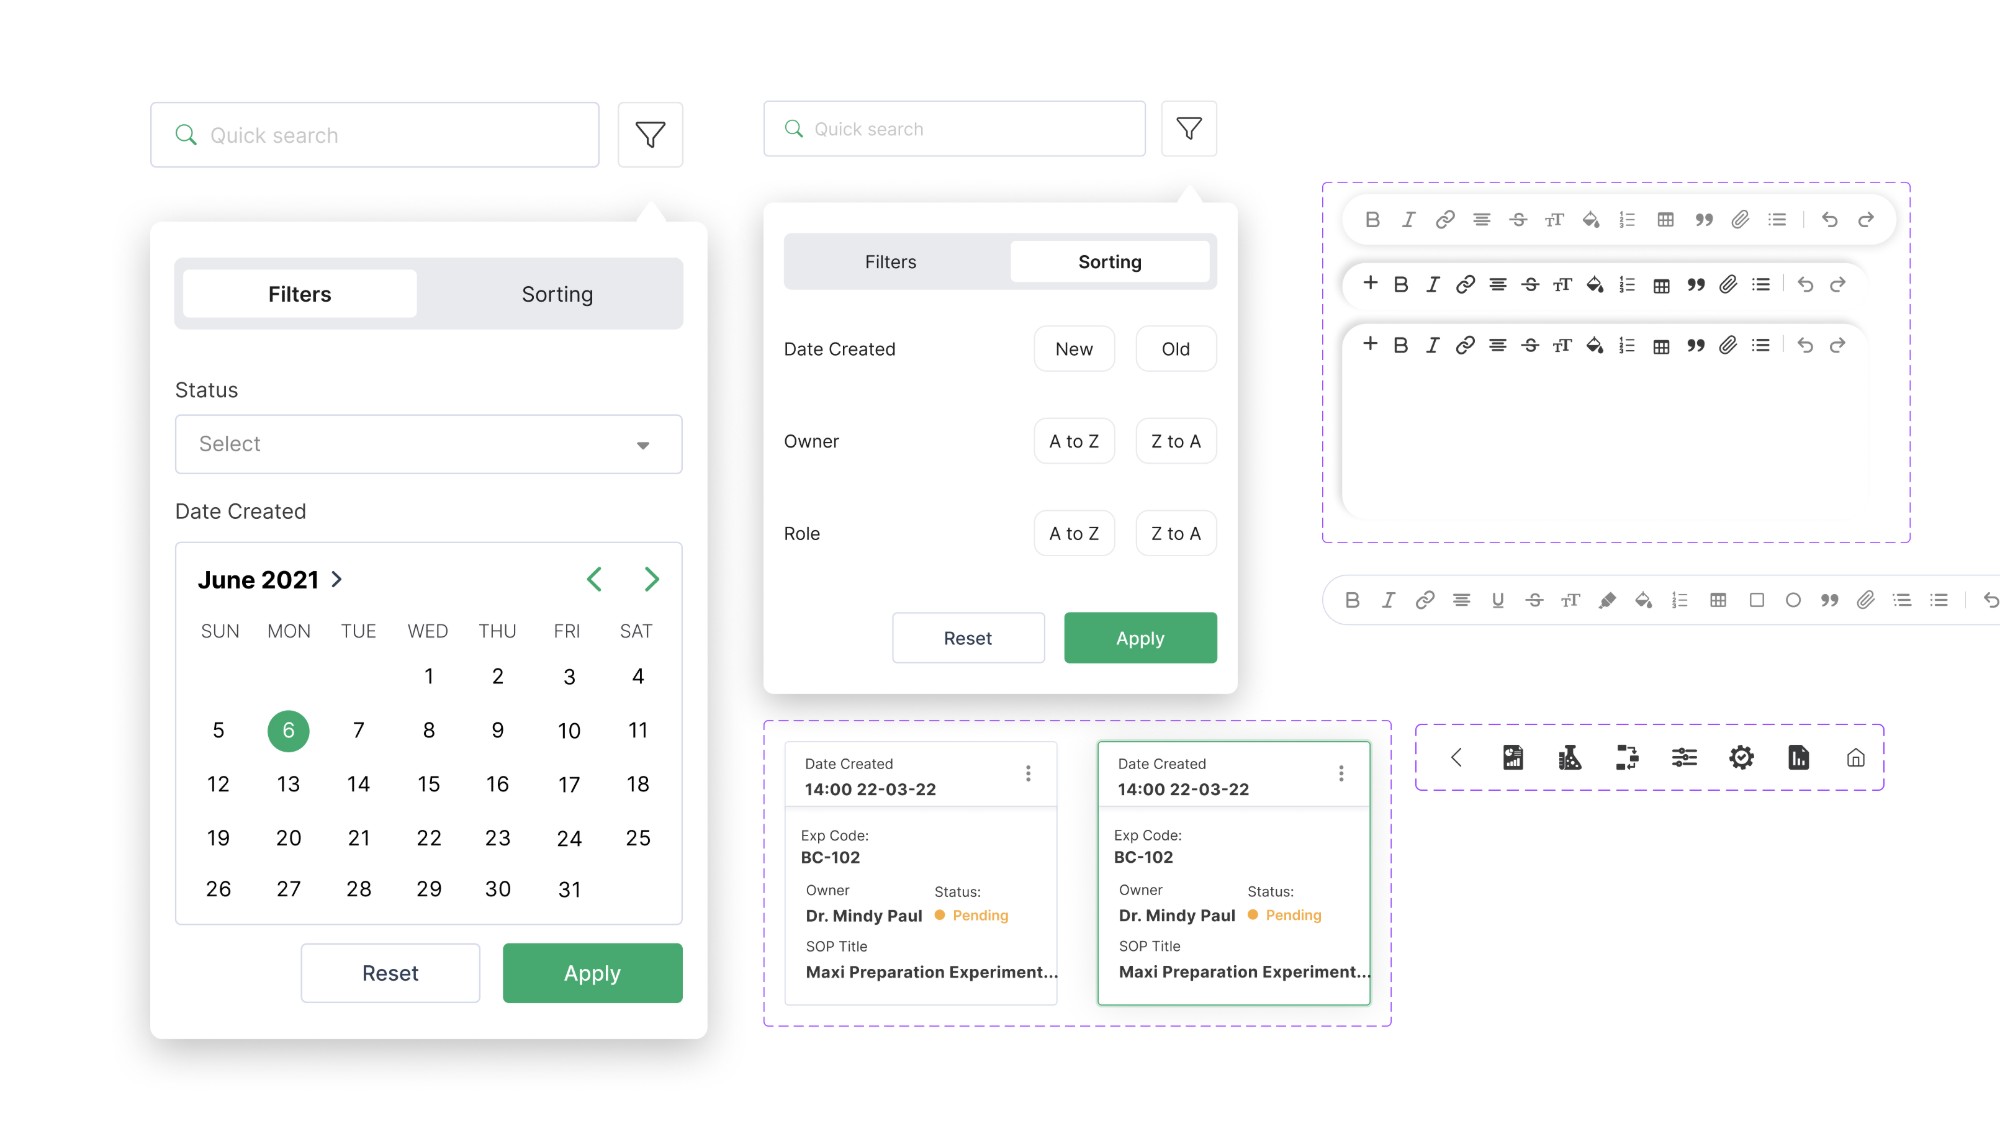 Quick search
Filters Sorting
Status
Select
Date Created
June 2021
SUN MON TUE WED THU FRI SAT
1 2 3 4
5 6 7 8 9 10 11
12 13 14 15 16 17 18
19 20 21 22 23 24 25
26 27 28 29 30 31
Reset Apply
Quick search
Filters Sorting
Date Created New Old
Owner A to Z Z to A
Role A to Z Z to A
Reset Apply
Date Created
14:00 22-03-22
Exp Code:
BC-102
Owner Status:
Dr. Mindy Paul Pending
SOP Title
Maxi Preparation Experiment...
Date Created
14:00 22-03-22
Exp Code:
BC-102
Owner Status:
Dr. Mindy Paul Pending
SOP Title
Maxi Preparation Experiment...